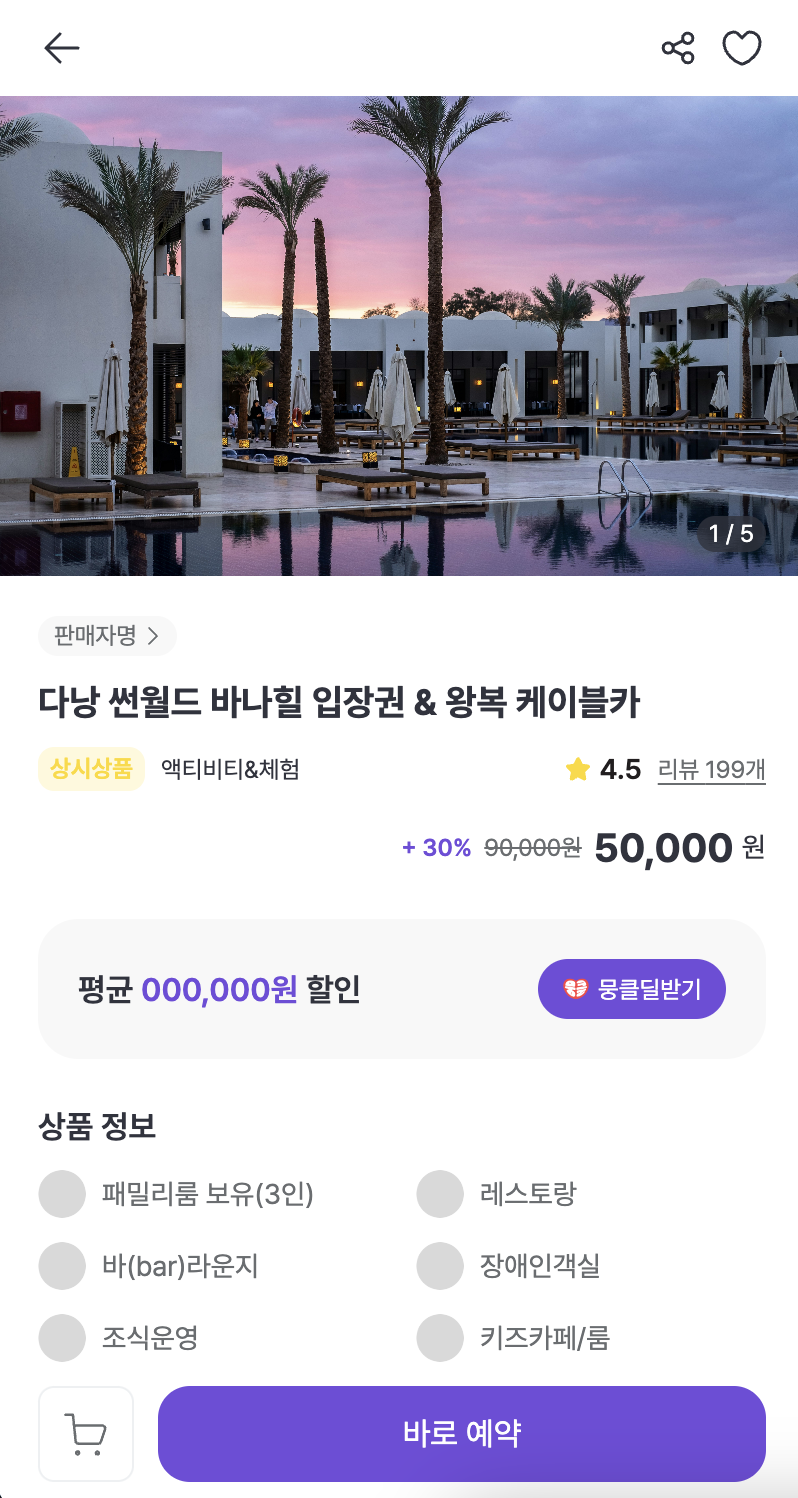 1 / 5
판매자명
다낭 썬월드 바나힐 입장권 & 왕복 케이블카
상시상품 액티비티&체험 4.5 리뷰 199개
+ 30% 90,000원 50,000 원
평균 000,000원 할인 뭉클딜받기
상품 정보
패밀리룸 보유(3인) 레스토랑
바(bar)라운지 장애인객실
조식운영 키즈카페/룸
바로 예약